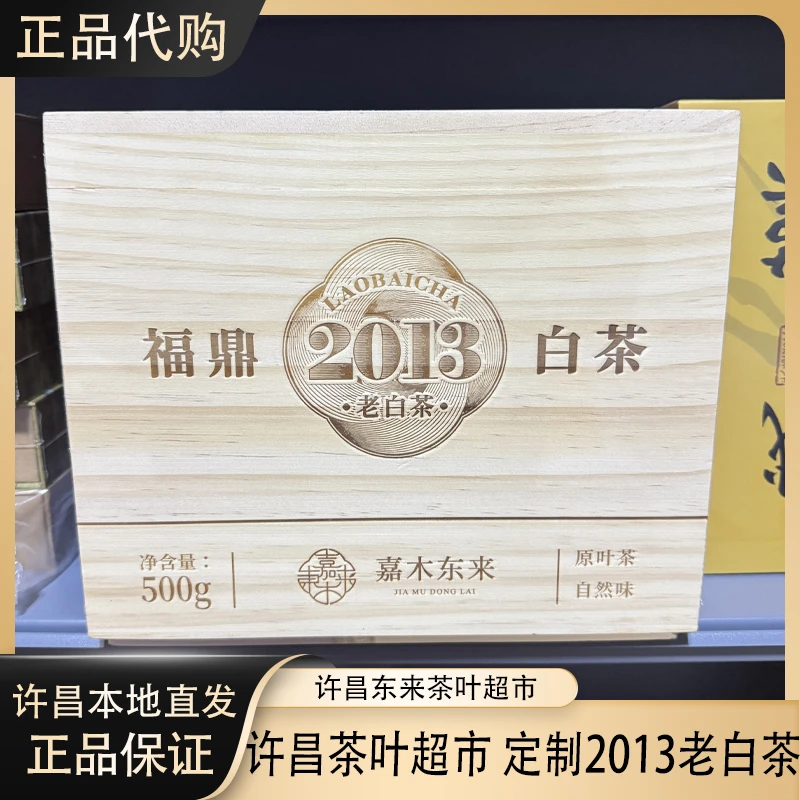 正品代购
LAOBAICHA
福鼎 2013 白茶
·老白茶·
净含量：
500g
嘉木东来
JIA MU DONG LAI
原叶茶
自然味
许昌本地直发
正品保证
许昌东来茶叶超市
许昌茶叶超市 定制2013老白茶